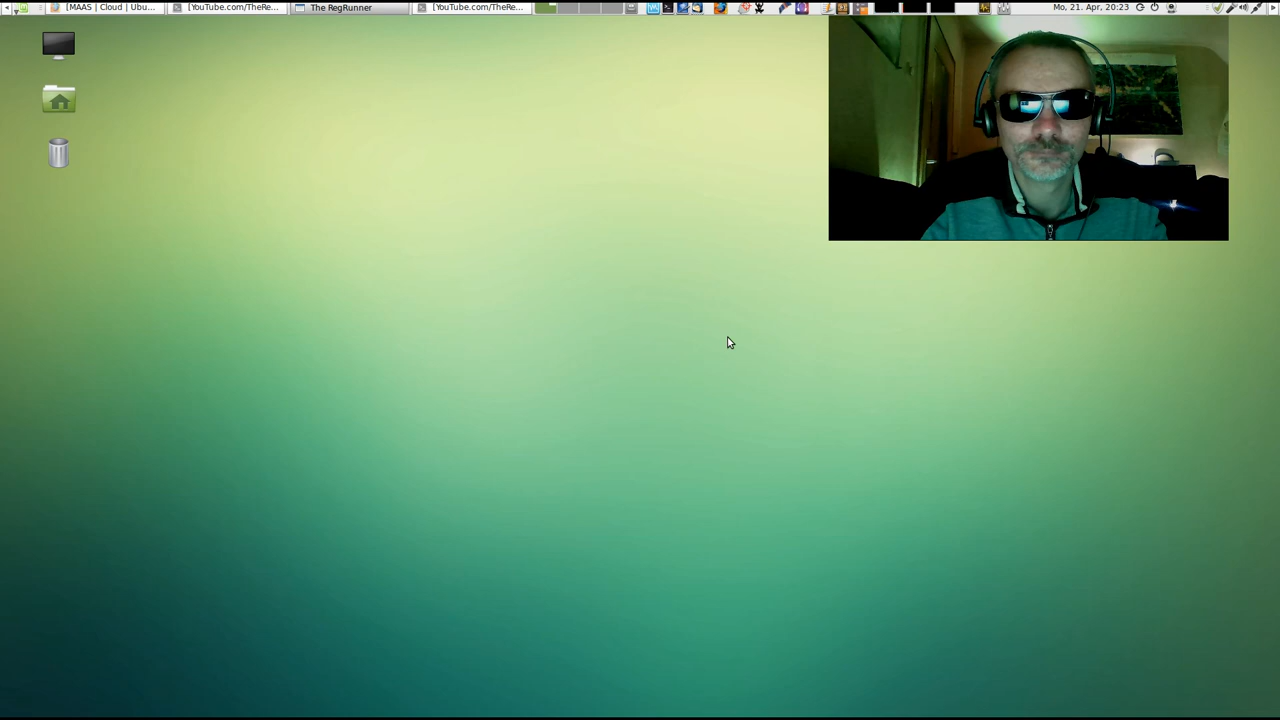 [MAAS | Cloud | Ubu...
[YouTube.com/TheRe...
The RegRunner
[YouTube.com/TheRe...
Mo, 21. Apr, 20:23